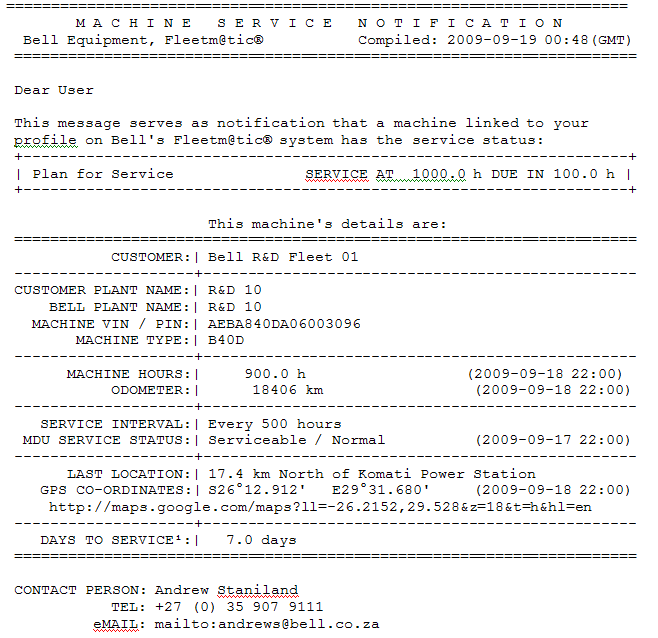 ==========================================================================
M A C H I N E   S E R V I C E   N O T I F I C A T I O N
Bell Equipment, Fleetm@tic®           Compiled: 2009-09-19 00:48(GMT)
==========================================================================
Dear User
This message serves as notification that a machine linked to your
profile on Bell's Fleetm@tic® system has the service status:
+---------------------------------------------------------------------+
| Plan for Service               SERVICE AT  1000.0 h DUE IN 100.0 h |
+---------------------------------------------------------------------+
This machine's details are:
==========================================================================
CUSTOMER:| Bell R&D Fleet 01
---------------------+--------------------------------------------------
CUSTOMER PLANT NAME:| R&D 10
BELL PLANT NAME:| R&D 10
MACHINE VIN / PIN:| AEBA840DA06003096
MACHINE TYPE:| B40D
---------------------+--------------------------------------------------
MACHINE HOURS:|     900.0 h                  (2009-09-18 22:00)
ODOMETER:|      18406 km                 (2009-09-18 22:00)
---------------------+--------------------------------------------------
SERVICE INTERVAL:| Every 500 hours
MDU SERVICE STATUS:| Serviceable / Normal          (2009-09-17 22:00)
---------------------+--------------------------------------------------
LAST LOCATION:| 17.4 km North of Komati Power Station
GPS CO-ORDINATES:| S26°12.912'   E29°31.680'     (2009-09-18 22:00)
http://maps.google.com/maps?ll=-26.2152,29.528&z=18&t=h&hl=en
---------------------+--------------------------------------------------
DAYS TO SERVICE¹:|   7.0 days
==========================================================================
CONTACT PERSON: Andrew Staniland
TEL: +27 (0) 35 907 9111
eMAIL: mailto:andrews@bell.co.za